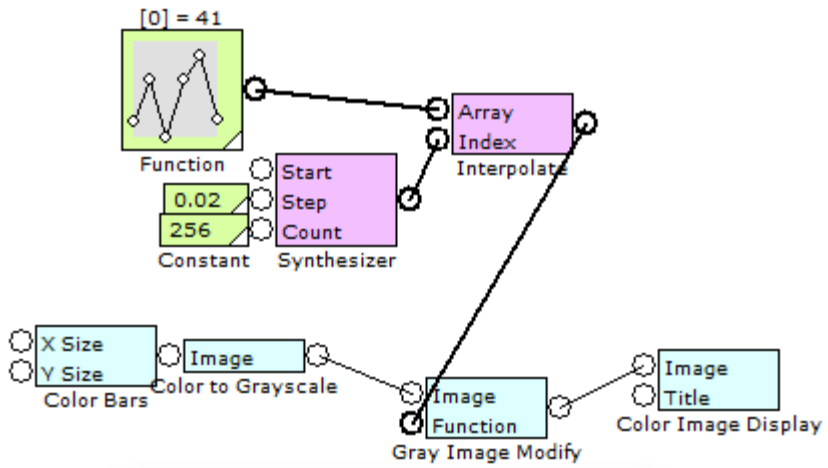 [0] = 41
Function
Array
Index
Interpolate
Start
Step
Count
0.02
256
Constant
Synthesizer
X Size
Y Size
Color Bars
Image
Color to Grayscale
Image
Function
Gray Image Modify
Image
Title
Color Image Display